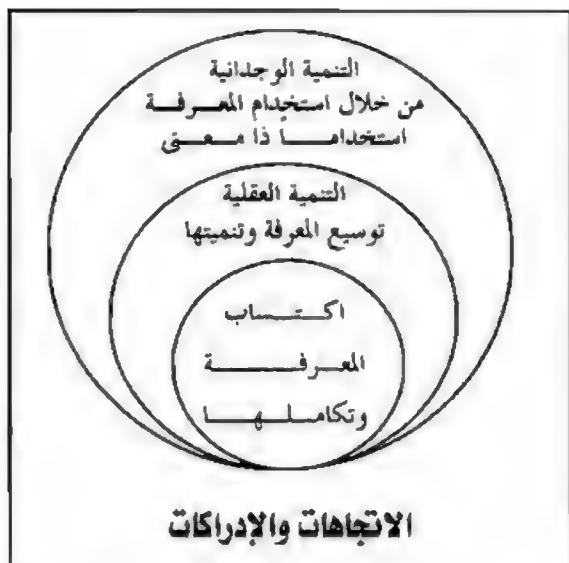 التنمية الوجدانية
من خلال استخدام المعرفة
استخداما ذا معنى
التنمية العقلية
توسيع المعرفة وتنميتها
اكتساب
المعرفة
وتكاملها
الاتجاهات والإدراكات